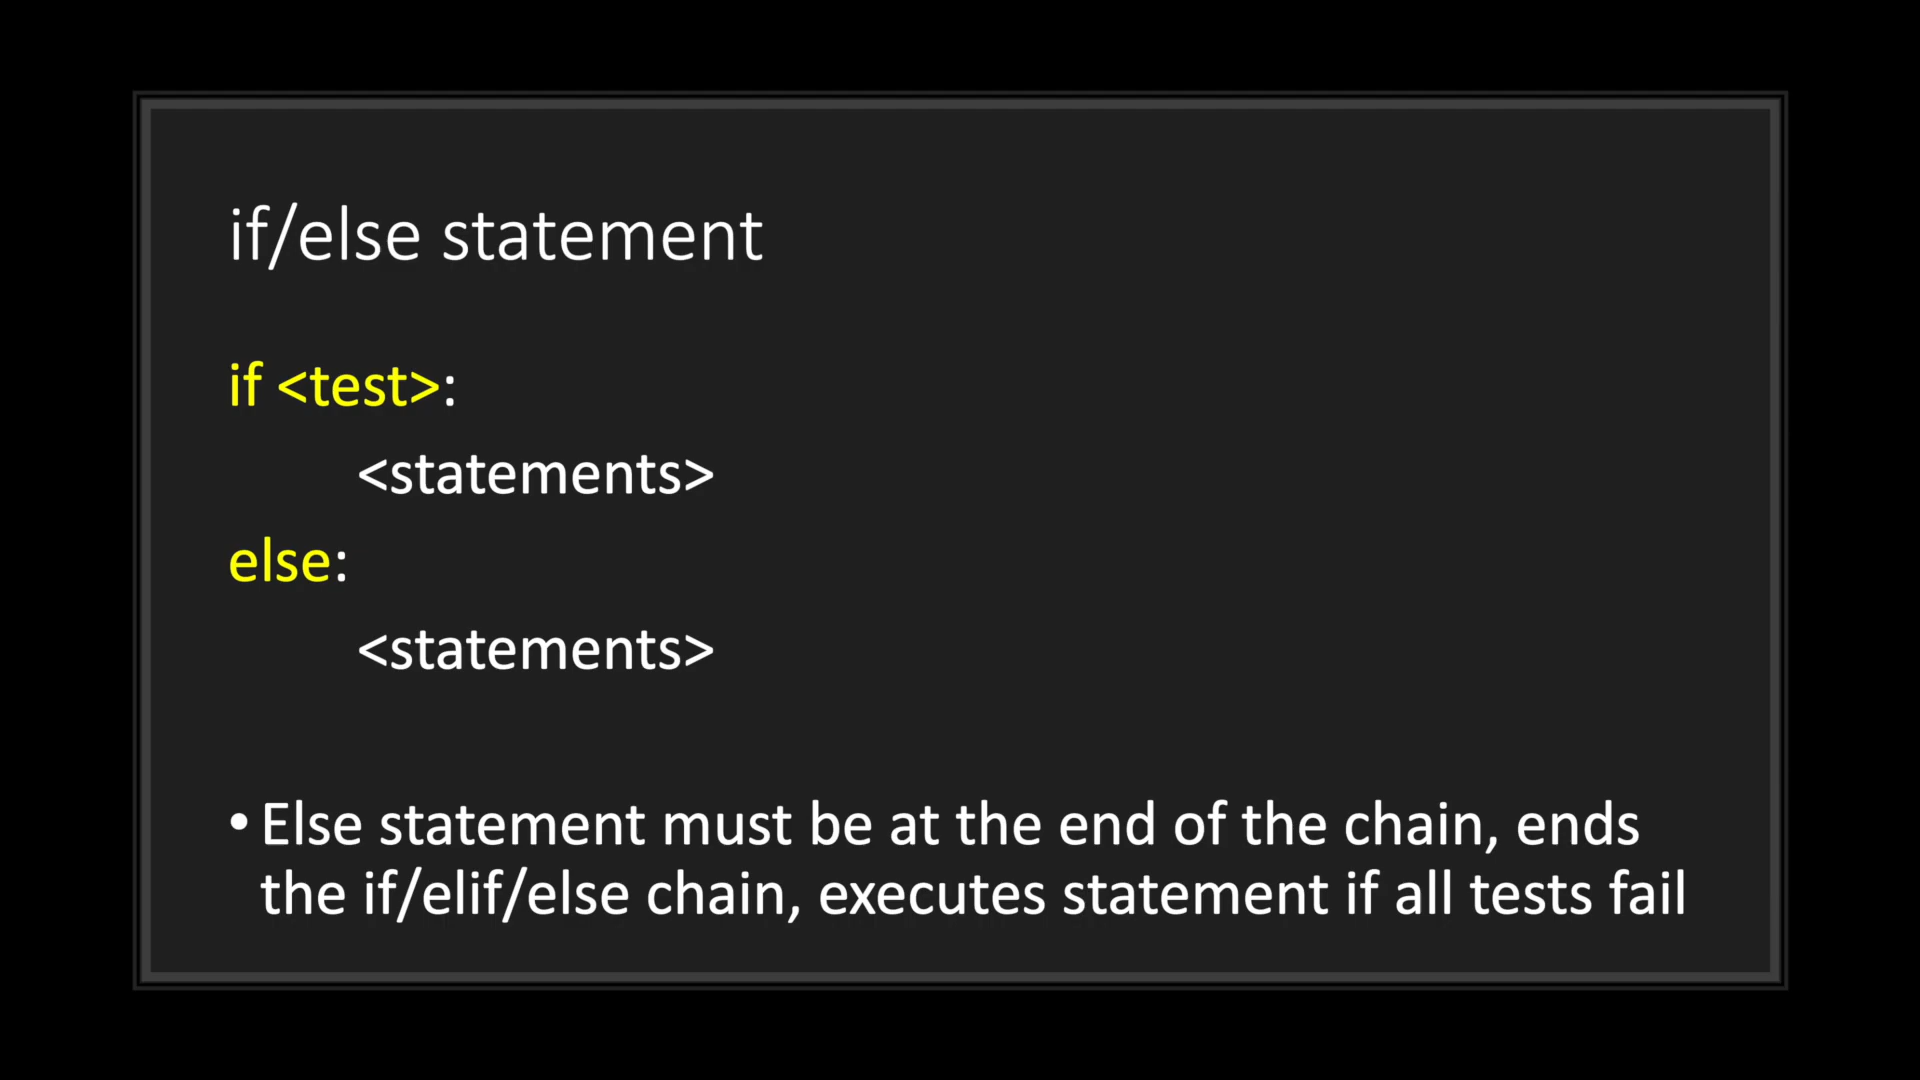 if/else statement
if <test>:
<statements>
else:
<statements>
• Else statement must be at the end of the chain, ends
the if/elif/else chain, executes statement if all tests fail